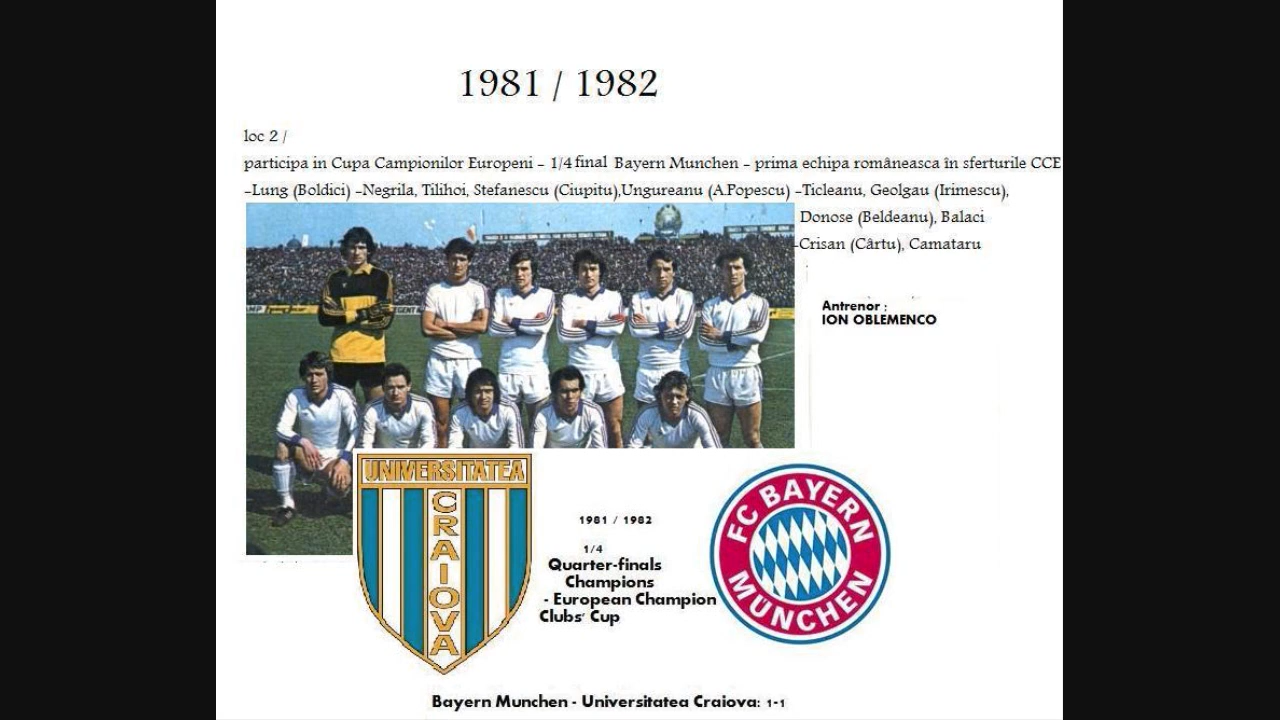 1981 / 1982
loc 2 /
participa in Cupa Campionilor Europeni – 1/4 final Bayern Munchen – prima echipa româneasca în sferturile CCE
–Lung (Boldici) –Negrila, Tilihoi, Stefanescu (Ciupitu),Ungureanu (A.Popescu) –Ticleanu, Geolgau (Irimescu),
Donose (Beldeanu), Balaci
–Crisan (Cârtu), Camataru
Antrenor :
ION OBLEMENCO
UNIVERSITATEA
CRAIOVA
1981 / 1982
1/4
Quarter-finals
Champions
- European Champion
Clubs' Cup
FC BAYERN
MÜNCHEN
Bayern Munchen - Universitatea Craiova: 1-1